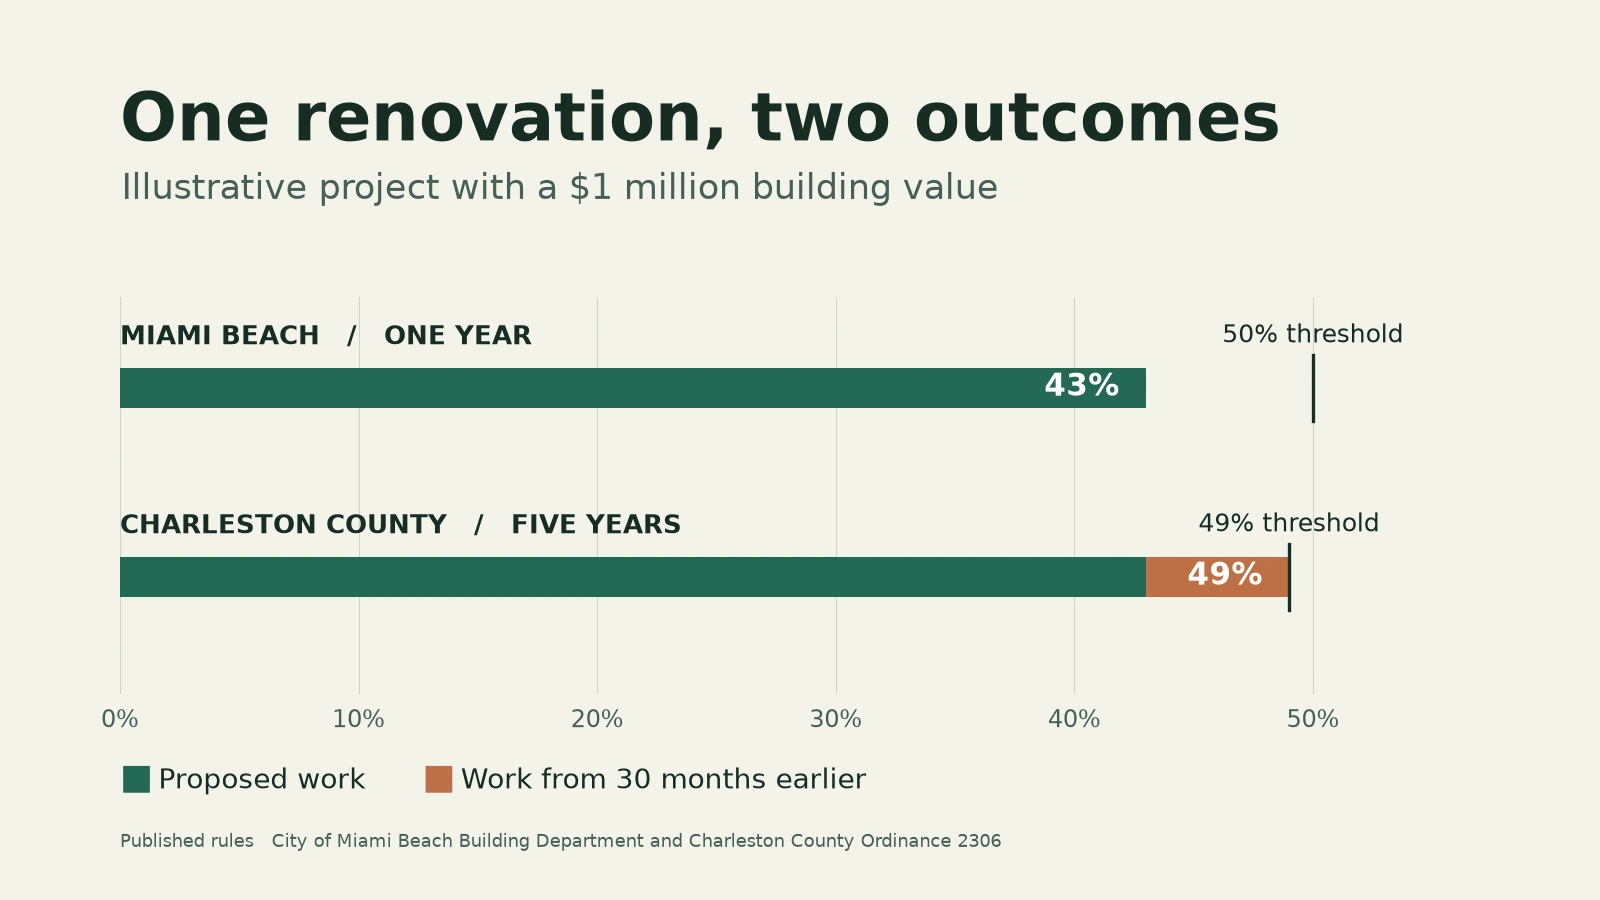 One renovation, two outcomes
Illustrative project with a $1 million building value
MIAMI BEACH / ONE YEAR
50% threshold
43%
CHARLESTON COUNTY / FIVE YEARS
49% threshold
49%
0% 10% 20% 30% 40% 50%
Proposed work Work from 30 months earlier
Published rules City of Miami Beach Building Department and Charleston County Ordinance 2306